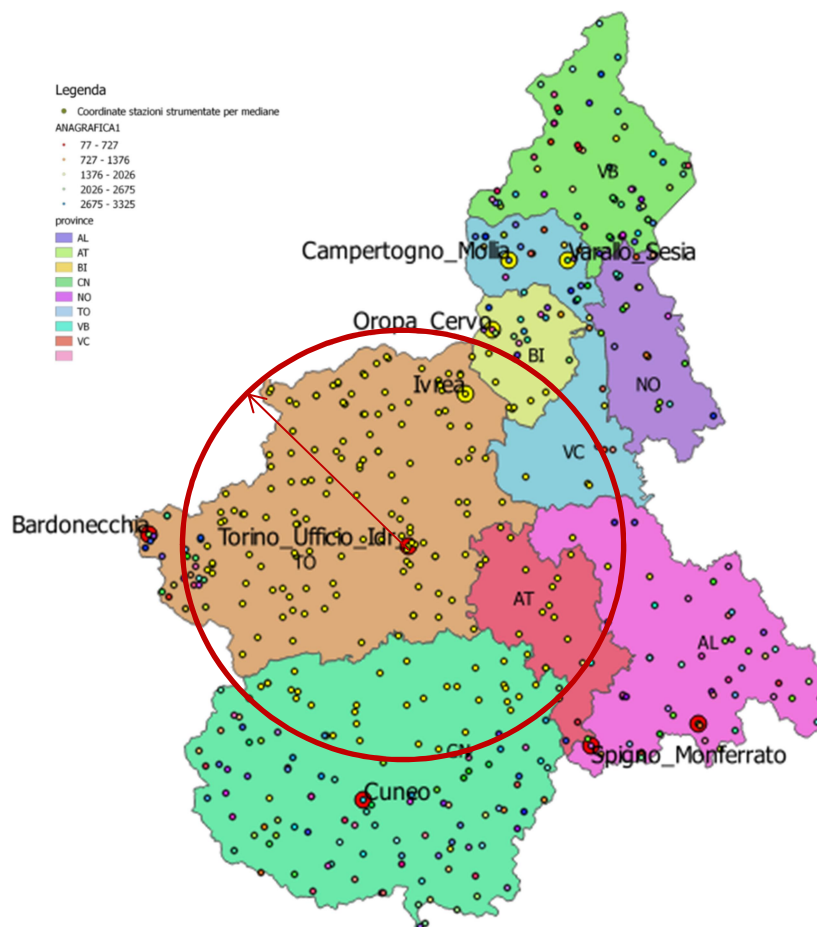 Legenda
Coordinate stazioni strumentate per mediane
ANAGRAFICA1
77 - 727
727 - 1376
1376 - 2026
2026 - 2675
2675 - 3325
province
AL
AT
BI
CN
NO
TO
VB
VC
VB
Campertogno_Mollia
Varallo_Sesia
Oropa_Cervo
BI
Ivrea
NO
VC
Bardonecchia
Torino_Ufficio_Idr
TO
AT
AL
CN
Spigno_Monferrato
Cuneo